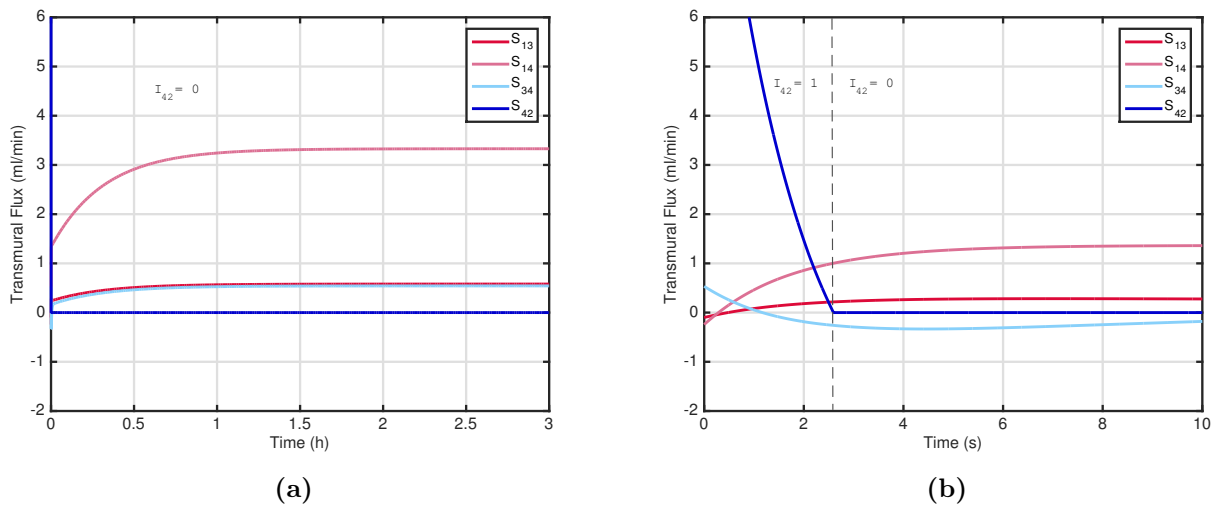 6
5
4
3
2
1
0
-1
-2
Transmural Flux (ml/min)
I42= 0
S13
S14
S34
S42
0
0.5
1
1.5
2
2.5
3
Time (h)
(a)
6
5
4
3
2
1
0
-1
-2
Transmural Flux (ml/min)
I42= 1
I42= 0
S13
S14
S34
S42
0
2
4
6
8
10
Time (s)
(b)